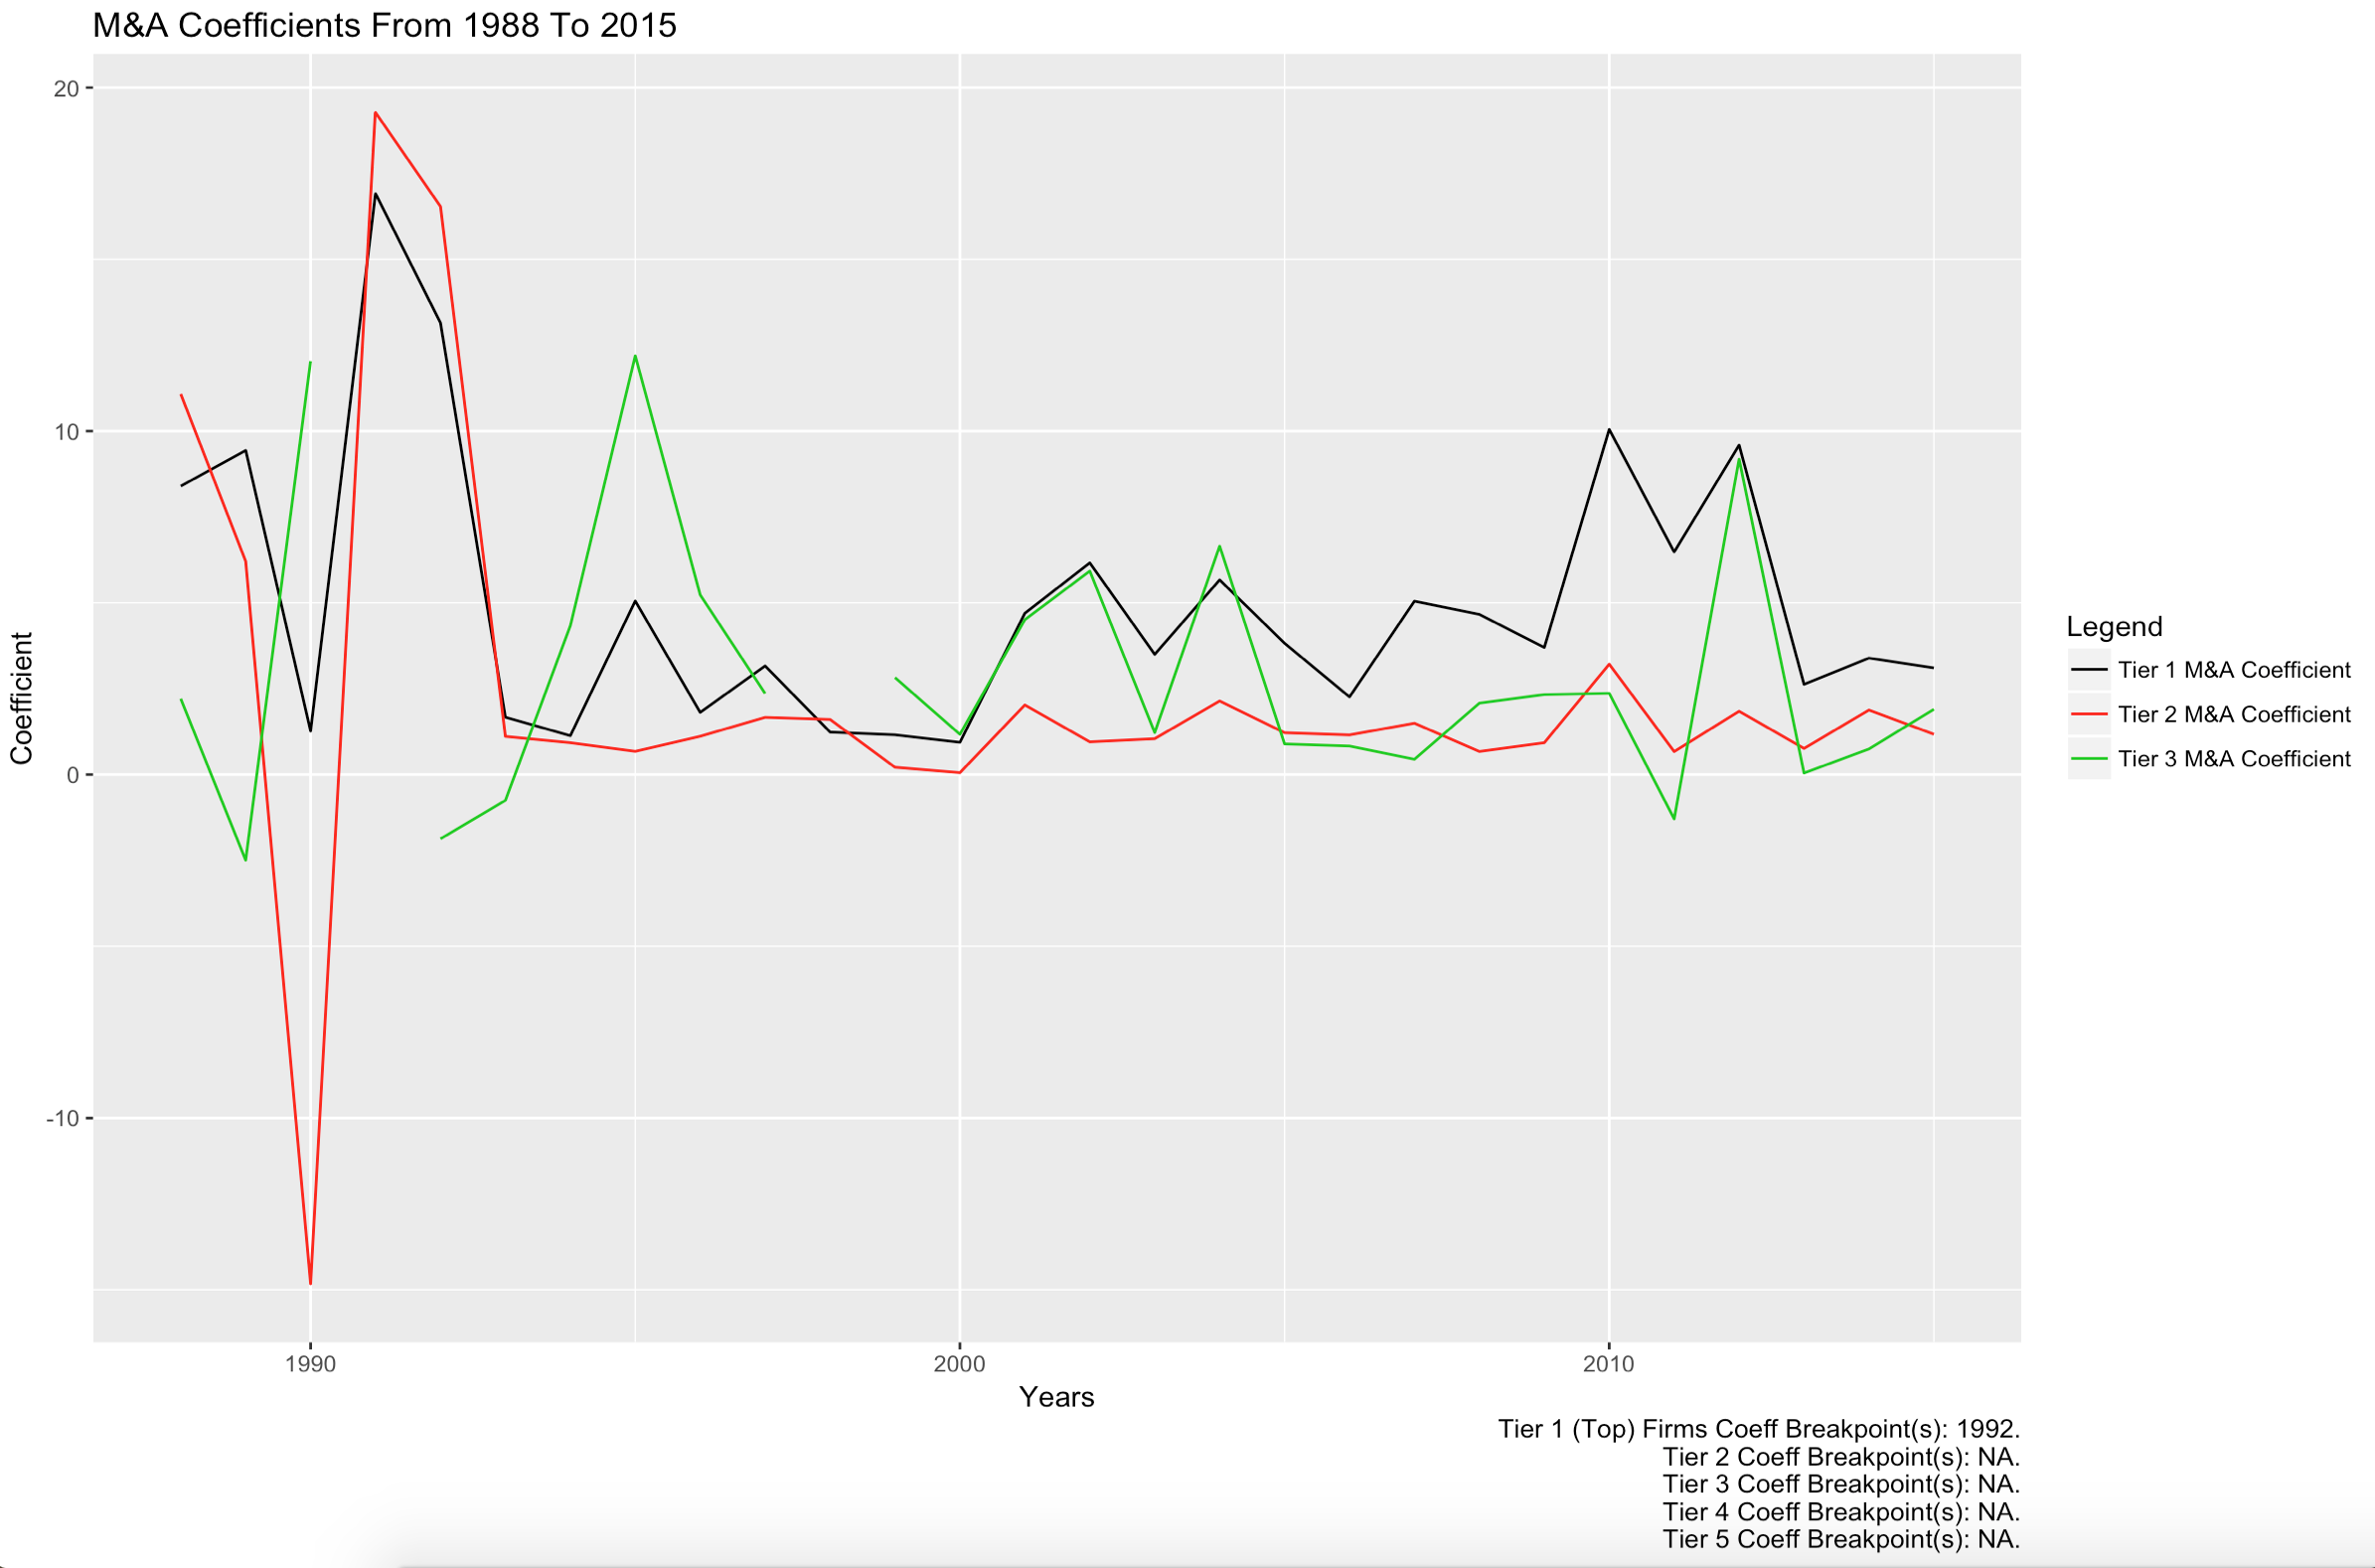 M&A Coefficients From 1988 To 2015
20
10
0
-10
Coefficient
1990
2000
2010
Years
Legend
Tier 1 M&A Coefficient
Tier 2 M&A Coefficient
Tier 3 M&A Coefficient
Tier 1 (Top) Firms Coeff Breakpoint(s): 1992.
Tier 2 Coeff Breakpoint(s): NA.
Tier 3 Coeff Breakpoint(s): NA.
Tier 4 Coeff Breakpoint(s): NA.
Tier 5 Coeff Breakpoint(s): NA.